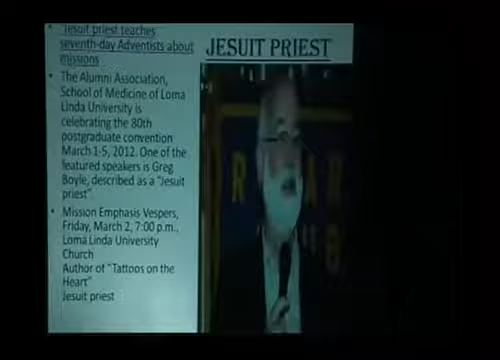 "Jesuit priest teaches
seventh-day Adventists about
missions
JESUIT PRIEST
• The Alumni Association,
School of Medicine of Loma
Linda University is
celebrating the 80th
postgraduate convention
March 1-5, 2012. One of the
featured speakers is Greg
Boyle, described as a "Jesuit
priest".
• Mission Emphasis Vespers,
Friday, March 2, 7:00 p.m.,
Loma Linda University
Church
Author of "Tattoos on the
Heart"
Jesuit priest